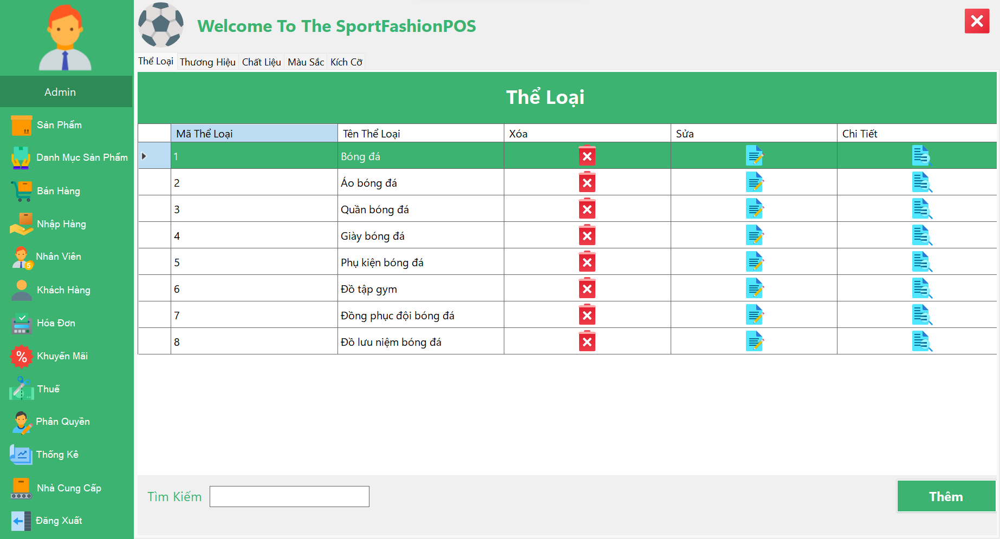 Welcome To The SportFashionPOS
Admin
Sản Phẩm
Danh Mục Sản Phẩm
Bán Hàng
Nhập Hàng
Nhân Viên
Khách Hàng
Hóa Đơn
Khuyến Mãi
Thuế
Phân Quyền
Thống Kê
Nhà Cung Cấp
Đăng Xuất
Thể Loại Thương Hiệu Chất Liệu Màu Sắc Kích Cỡ
Thể Loại
Mã Thể Loại Tên Thể Loại Xóa Sửa Chi Tiết
1 Bóng đá
2 Áo bóng đá
3 Quần bóng đá
4 Giày bóng đá
5 Phụ kiện bóng đá
6 Đồ tập gym
7 Đồng phục đội bóng đá
8 Đồ lưu niệm bóng đá
Tìm Kiếm
Thêm